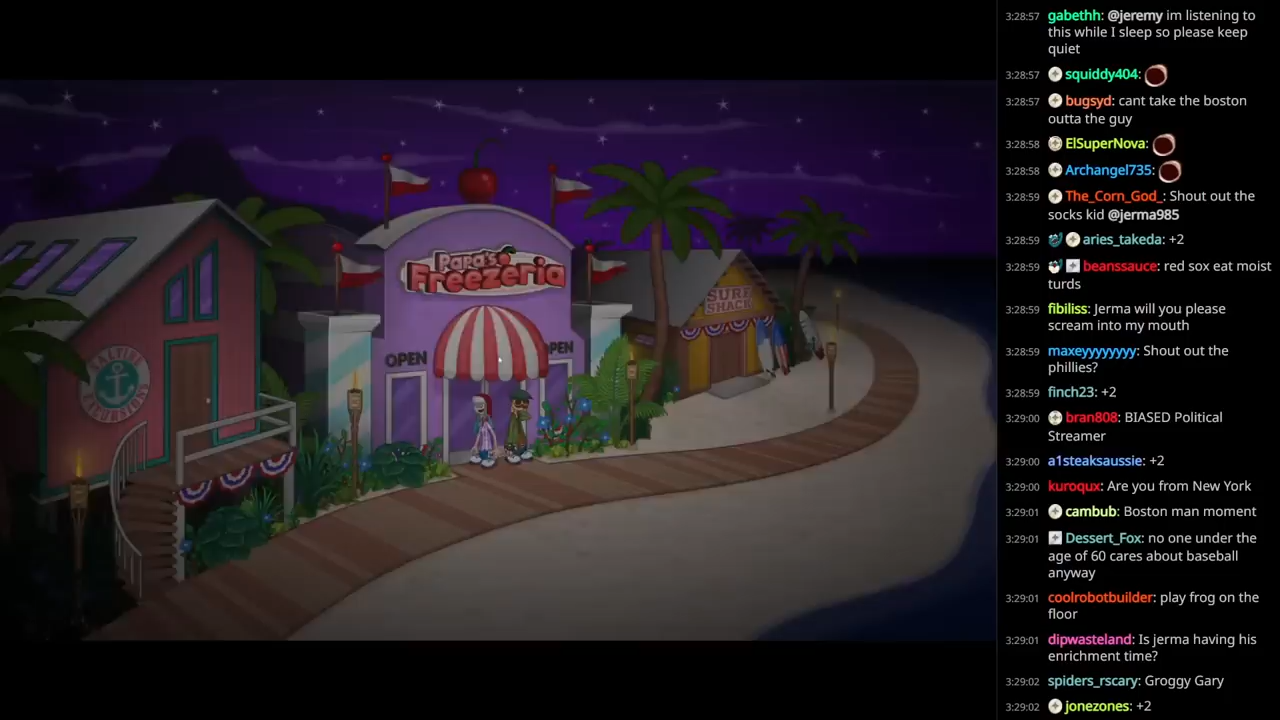 Papa's
Freezeria
SURF
SHACK
OPEN
OPEN
SALTINE
EXCURSIONS
3:28:57 gabethh: @jeremy im listening to
this while I sleep so please keep
quiet
3:28:57 squiddy404:
3:28:57 bugsyd: cant take the boston
outta the guy
3:28:58 ElSuperNova:
3:28:58 Archangel735:
3:28:59 The_Corn_God_: Shout out the
socks kid @jerma985
3:28:59 aries_takeda: +2
3:28:59 beanssauce: red sox eat moist
turds
3:28:59 fibiliss: Jerma will you please
scream into my mouth
3:28:59 maxeyyyyyyy: Shout out the
phillies?
3:28:59 finch23: +2
3:29:00 bran808: BIASED Political
Streamer
3:29:00 a1steaksaussie: +2
3:29:00 kuroqux: Are you from New York
3:29:01 cambub: Boston man moment
3:29:01 Dessert_Fox: no one under the
age of 60 cares about baseball
anyway
3:29:01 coolrobotbuilder: play frog on the
floor
3:29:01 dipwasteland: Is jerma having his
enrichment time?
3:29:02 spiders_rscary: Groggy Gary
3:29:02 jonezones: +2